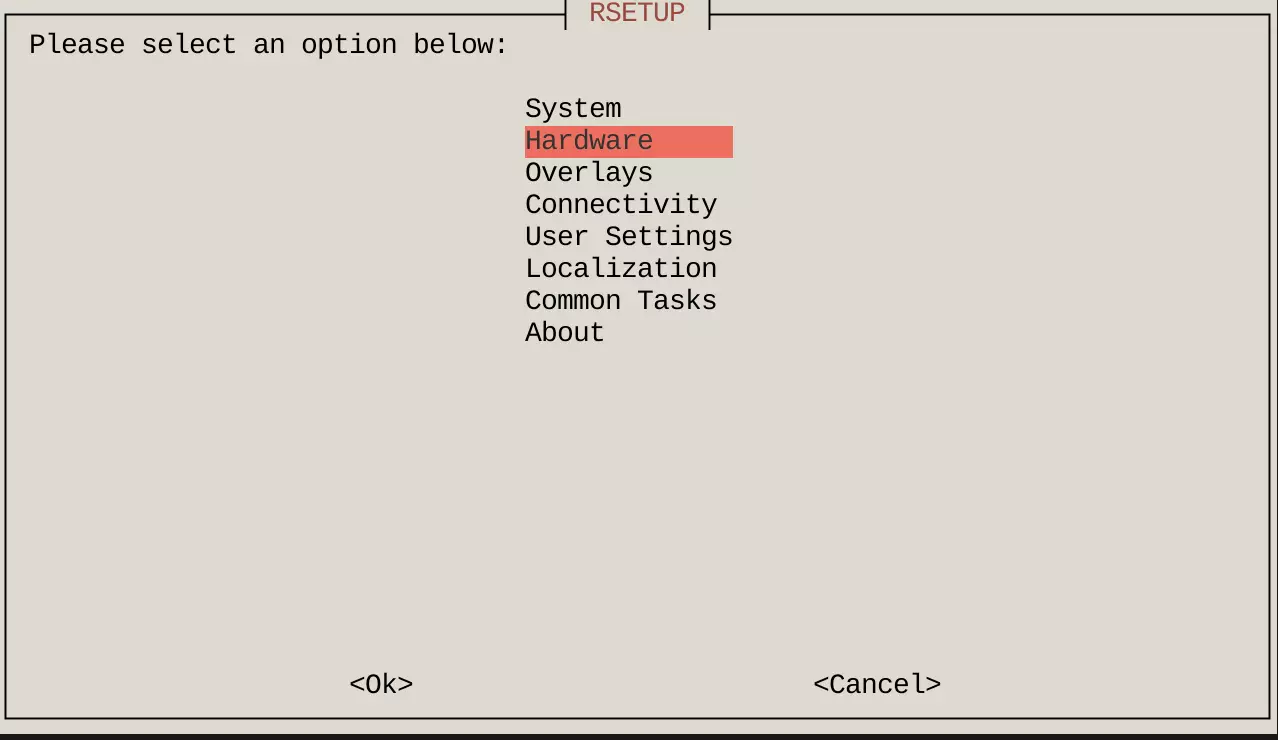 RSETUP
Please select an option below:
System
Hardware
Overlays
Connectivity
User Settings
Localization
Common Tasks
About
<Ok> <Cancel>